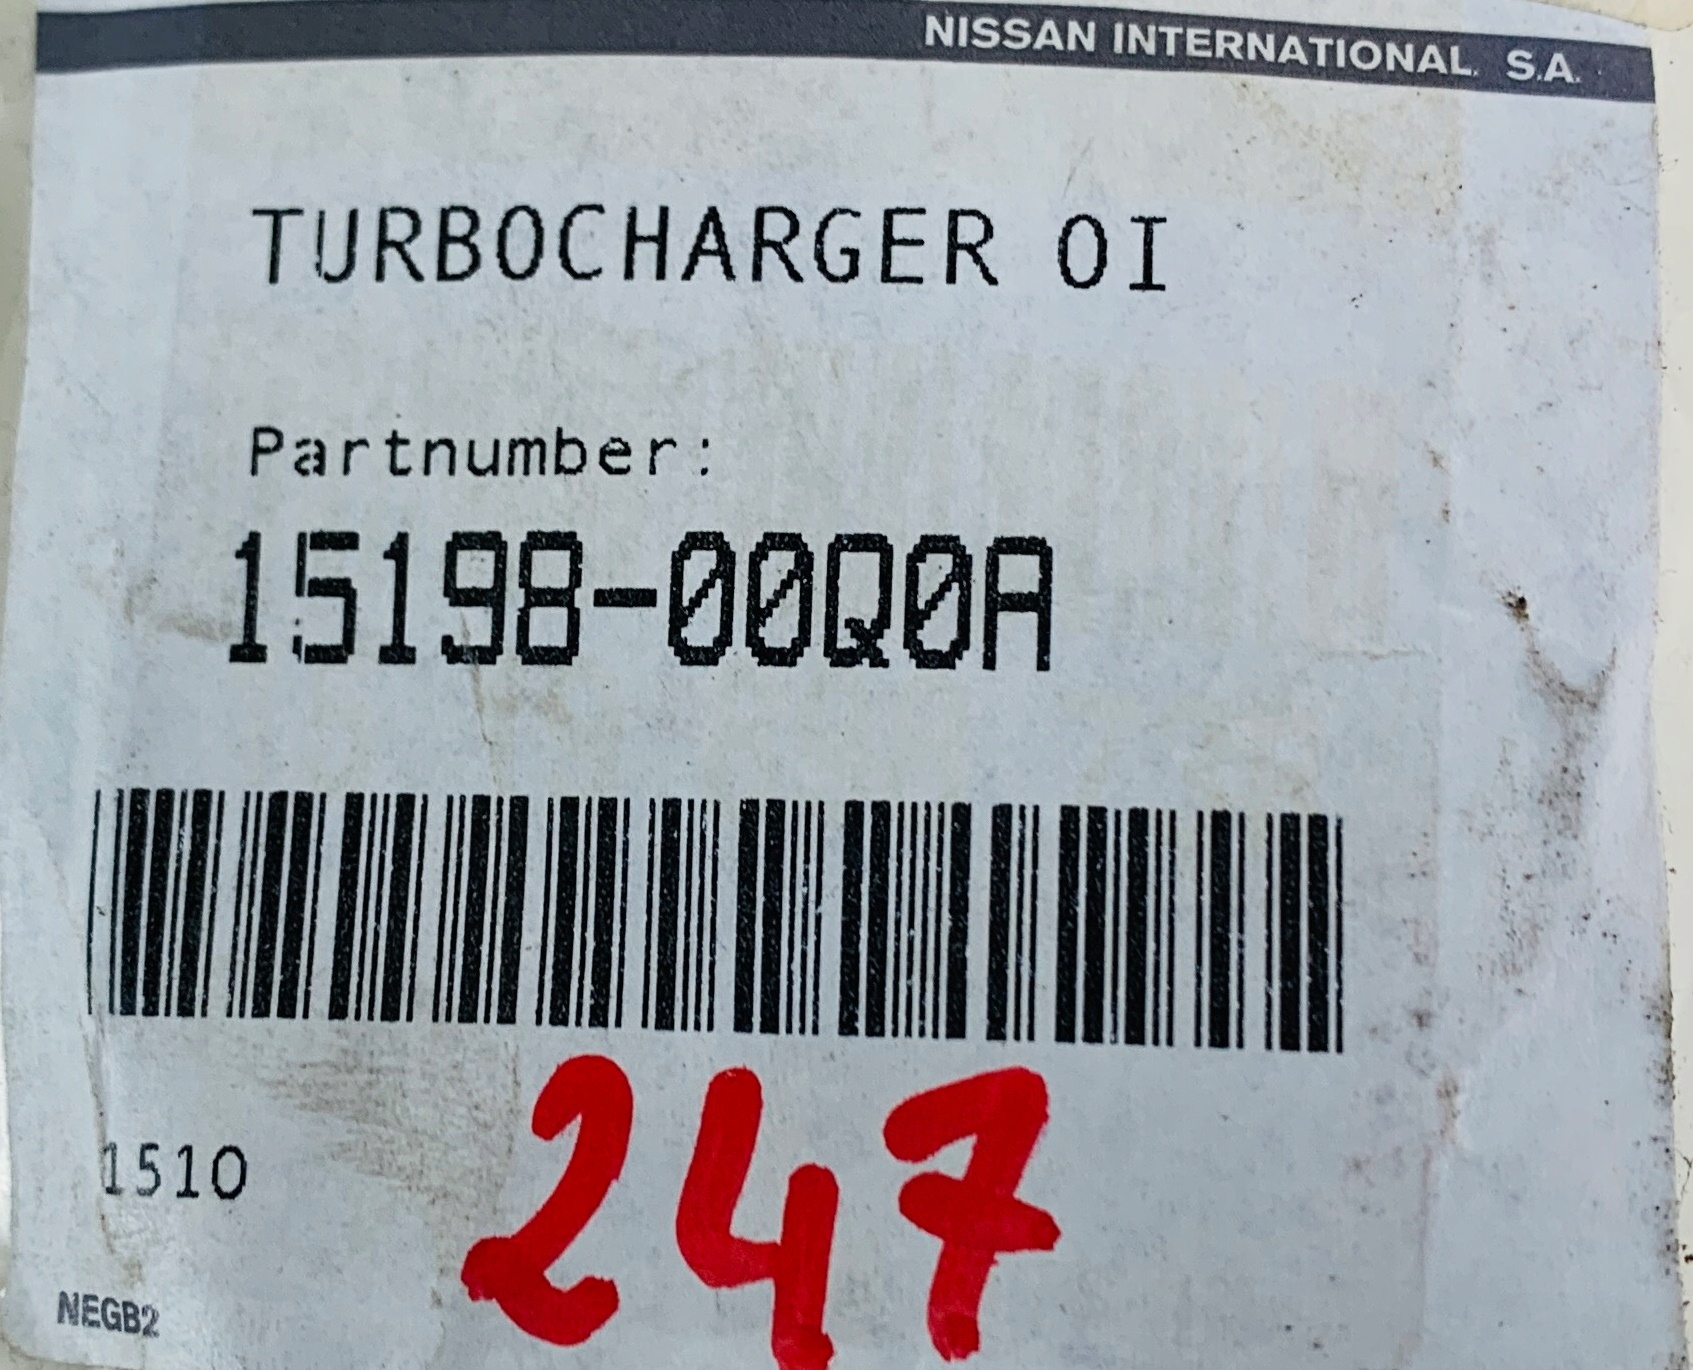 NISSAN INTERNATIONAL. S.A.
TURBOCHARGER OI
Partnumber:
15198-00Q0A
247
1510
NEGB2